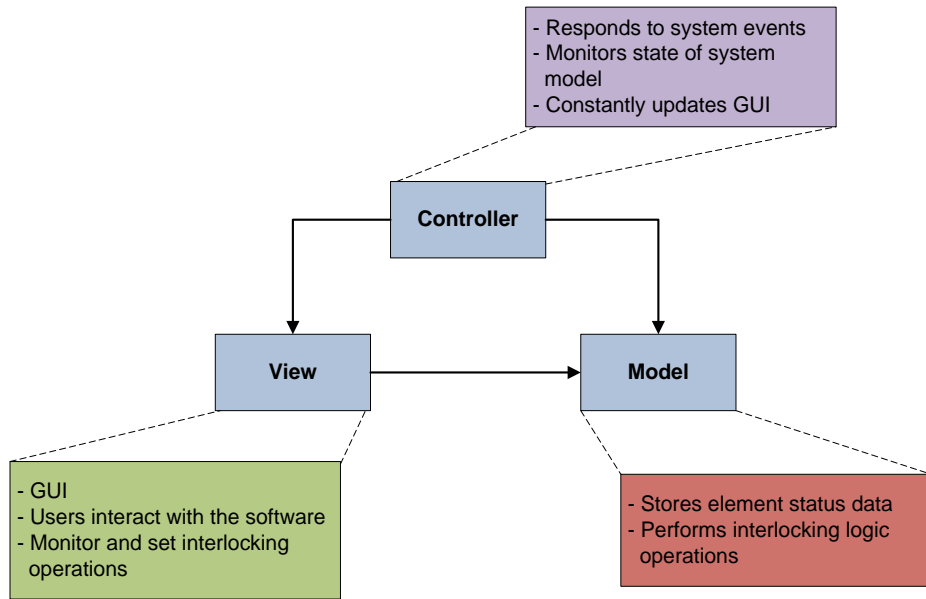 - Responds to system events
- Monitors state of system
model
- Constantly updates GUI
Controller
View
Model
- GUI
- Users interact with the software
- Monitor and set interlocking
operations
- Stores element status data
- Performs interlocking logic
operations